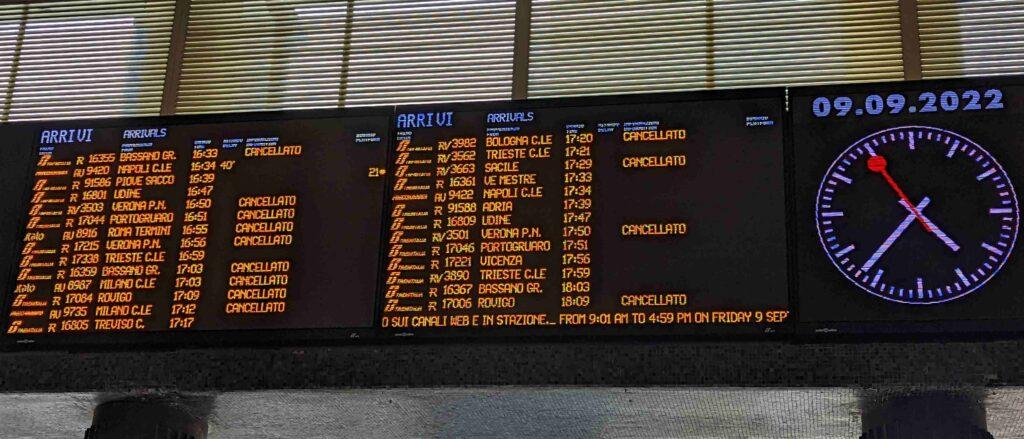 ARRIVI ARRIVALS
R 16355 BASSANO GR. 16:33 CANCELLATO
AV 9420 NAPOLI C.LE 16:34 40' 21
R 91586 PIOVE SACCO 16:39
R 16801 UDINE 16:47
RV/3503 VERONA P.N. 16:50 CANCELLATO
R 17044 PORTOGRUARO 16:51 CANCELLATO
italo AV 8916 ROMA TERMINI 16:55 CANCELLATO
R 17215 VERONA P.N. 16:56 CANCELLATO
R 17338 TRIESTE C.LE 16:59
R 16359 BASSANO GR. 17:03 CANCELLATO
italo AV 8987 MILANO C.LE 17:03 CANCELLATO
R 17084 ROVIGO 17:09 CANCELLATO
AV 9735 MILANO C.LE 17:12 CANCELLATO
R 16805 TREVISO C. 17:17
ARRIVI ARRIVALS
RV/3982 BOLOGNA C.LE 17:20 CANCELLATO
RV/3562 TRIESTE C.LE 17:21
RV/3663 SACILE 17:29 CANCELLATO
R 16361 VE MESTRE 17:33
AV 9422 NAPOLI C.LE 17:34
R 91588 ADRIA 17:39
R 16809 UDINE 17:47
RV/3501 VERONA P.N. 17:50 CANCELLATO
R 17046 PORTOGRUARO 17:51
R 17221 VICENZA 17:56
RV/3890 TRIESTE C.LE 17:59
R 16367 BASSANO GR. 18:03
R 17006 ROVIGO 18:09 CANCELLATO
O SUI CANALI WEB E IN STAZIONE... FROM 9:01 AM TO 4:59 PM ON FRIDAY 9 SEP
09.09.2022